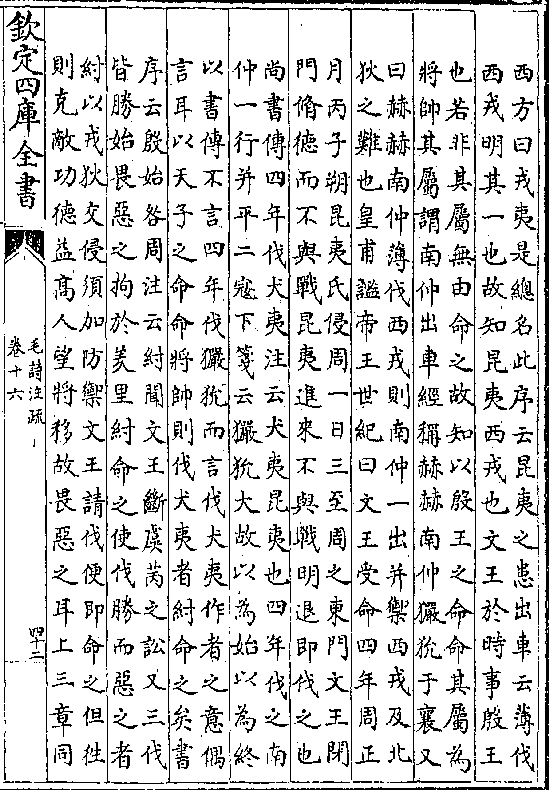 西方曰戎夷是總名此序云昆夷之患出車云薄伐
西戎明其一也故知昆夷西戎也文王於時事殷王
也若非其屬無由命之故知以殷王之命命其屬為
將帥其屬謂南仲出車經稱赫赫南仲玁狁于襄又
曰赫赫南仲薄伐西戎則南仲一出并禦西戎及北
狄之難也皇甫謐帝王世紀曰文王受命四年周正
月丙子朔昆夷氏侵周一日三至周之東門文王閉
門脩德而不與戰昆夷進來不與戰明退即伐之也
尚書傳四年伐犬夷注云犬夷昆夷也四年伐之南
仲一行并平二寇下箋云玁狁大故以為始以為終
以書傳不言四年伐玁狁而言伐犬夷作者之意偶
言耳以天子之命命將帥則伐犬夷者紂命之矣書
序云殷始咎周注云紂聞文王斷虞芮之訟又三伐
皆勝始畏惡之拘於羑里紂命之使伐勝而惡之者
紂以戎狄交侵須加防禦文王請伐便即命之但徃
則克敵功德益高人望將移故畏惡之耳上三章同
欽定四庫全書
毛詩注疏
卷十六
四十二